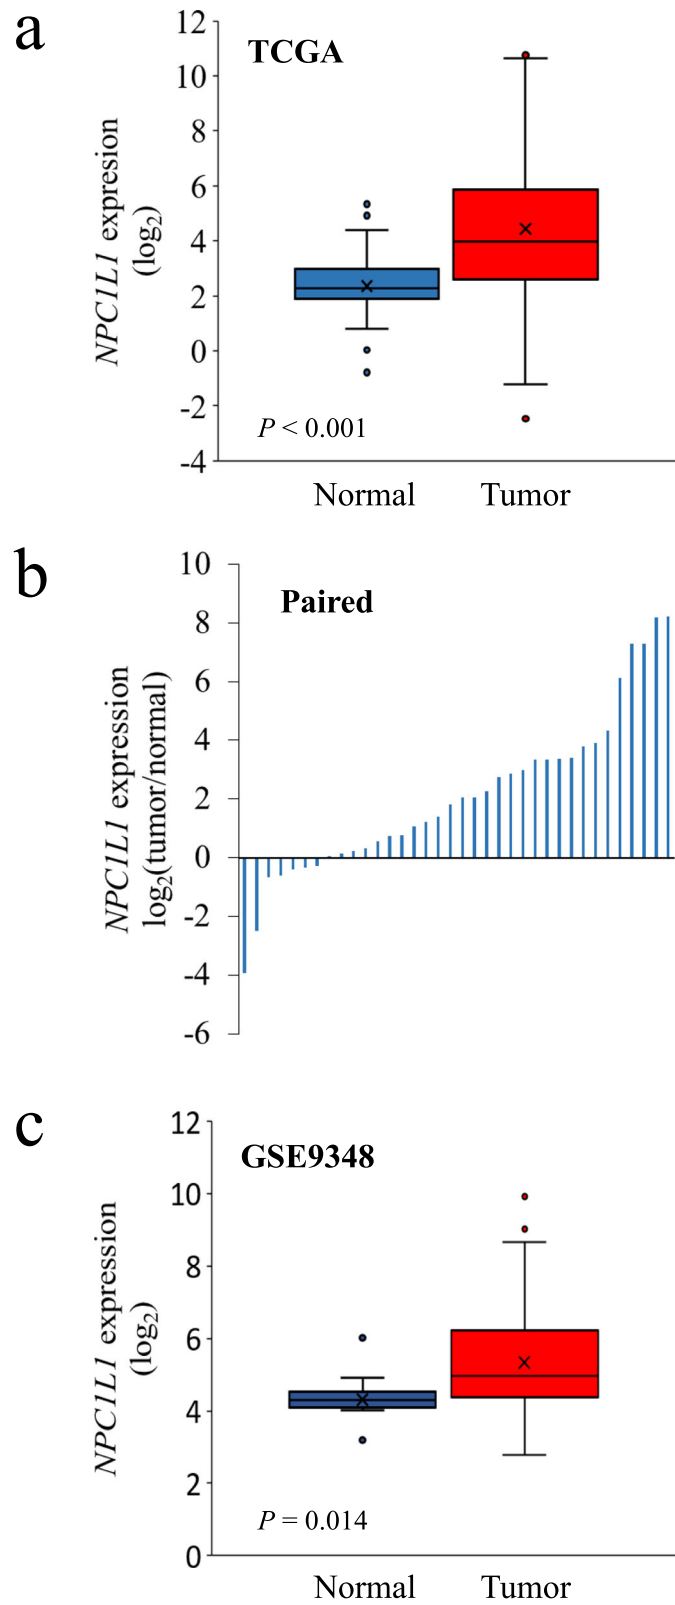 a
12
TCGA
10
8
6
4
2
0
-2
-4
NPC1L1 expresion
(log2)
P < 0.001
Normal Tumor
b
10
Paired
8
6
4
2
0
-2
-4
-6
NPC1L1 expression
log2(tumor/normal)
c
12
GSE9348
10
8
6
4
2
0
NPC1L1 expression
(log2)
P = 0.014
Normal Tumor